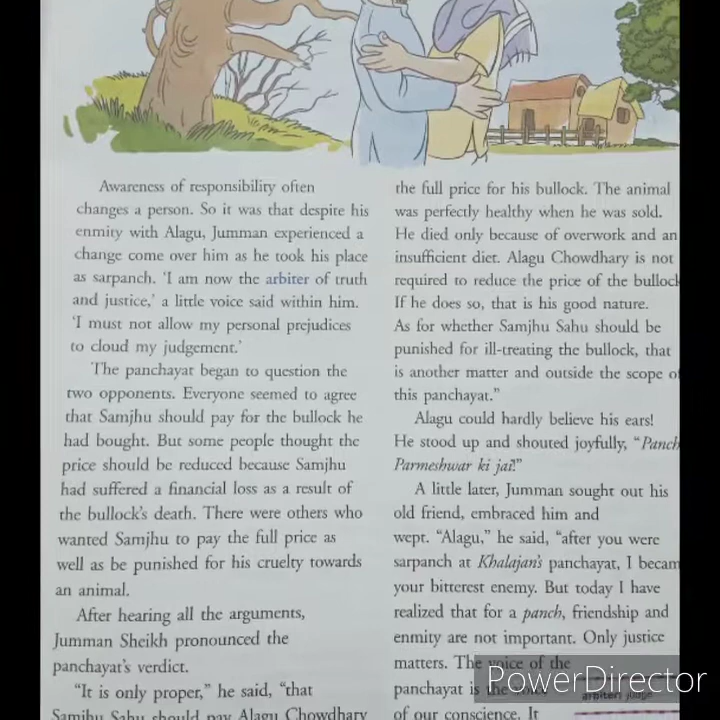 Awareness of responsibility often
changes a person. So it was that despite his
enmity with Alagu, Jumman experienced a
change come over him as he took his place
as sarpanch. 'I am now the arbiter of truth
and justice,' a little voice said within him.
'I must not allow my personal prejudices
to cloud my judgement.'
The panchayat began to question the
two opponents. Everyone seemed to agree
that Samjhu should pay for the bullock he
had bought. But some people thought the
price should be reduced because Samjhu
had suffered a financial loss as a result of
the bullock's death. There were others who
wanted Samjhu to pay the full price as
well as be punished for his cruelty towards
an animal.
After hearing all the arguments,
Jumman Sheikh pronounced the
panchayat's verdict.
"It is only proper," he said, "that
Samjhu Sahu should pay Alagu Chowdhary
the full price for his bullock. The animal
was perfectly healthy when he was sold.
He died only because of overwork and an
insufficient diet. Alagu Chowdhary is not
required to reduce the price of the bullock
If he does so, that is his good nature.
As for whether Samjhu Sahu should be
punished for ill-treating the bullock, that
is another matter and outside the scope of
this panchayat."
Alagu could hardly believe his ears!
He stood up and shouted joyfully, "Panch
Parmeshwar ki jai!"
A little later, Jumman sought out his
old friend, embraced him and
wept. "Alagu," he said, "after you were
sarpanch at Khalajan's panchayat, I becam
your bitterest enemy. But today I have
realized that for a panch, friendship and
enmity are not important. Only justice
matters. The voice of the
panchayat is the voice
of our conscience. It
arbiter: judge
PowerDirector